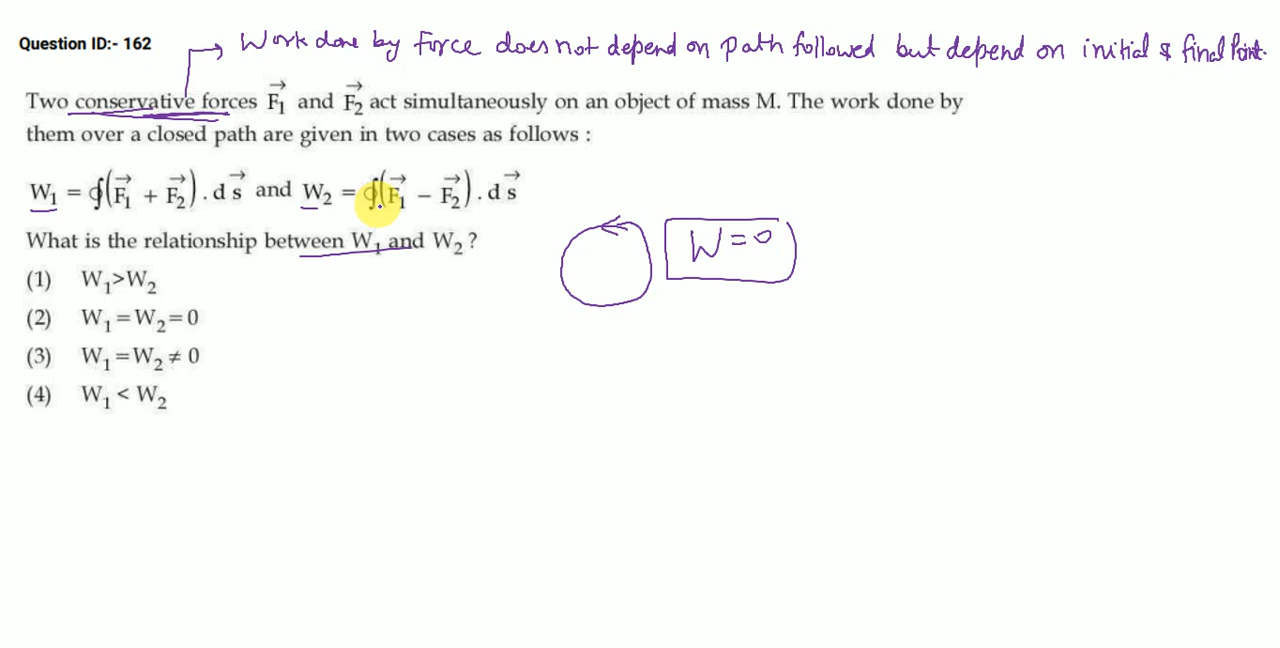 Question ID:- 162
Work done by force does not depend on path followed but depend on initial & final Point.
Two conservative forces F⃗₁ and F⃗₂ act simultaneously on an object of mass M. The work done by
them over a closed path are given in two cases as follows :
W₁ = ∮(F⃗₁ + F⃗₂) . d s⃗ and W₂ = ∮(F⃗₁ − F⃗₂) . d s⃗
What is the relationship between W₁ and W₂ ?
W = 0
(1) W₁>W₂
(2) W₁=W₂=0
(3) W₁=W₂ ≠ 0
(4) W₁ < W₂